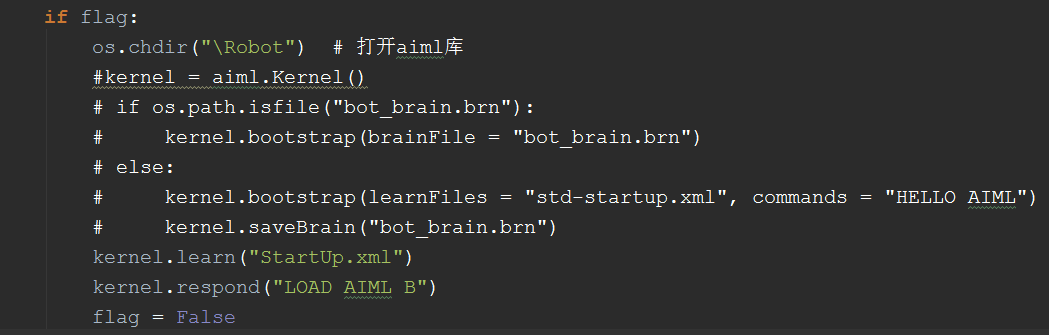 if flag:
    os.chdir("\Robot")  # 打开aiml库
    #kernel = aiml.Kernel()
    # if os.path.isfile("bot_brain.brn"):
    #     kernel.bootstrap(brainFile = "bot_brain.brn")
    # else:
    #     kernel.bootstrap(learnFiles = "std-startup.xml", commands = "HELLO AIML")
    #     kernel.saveBrain("bot_brain.brn")
    kernel.learn("StartUp.xml")
    kernel.respond("LOAD AIML B")
    flag = False